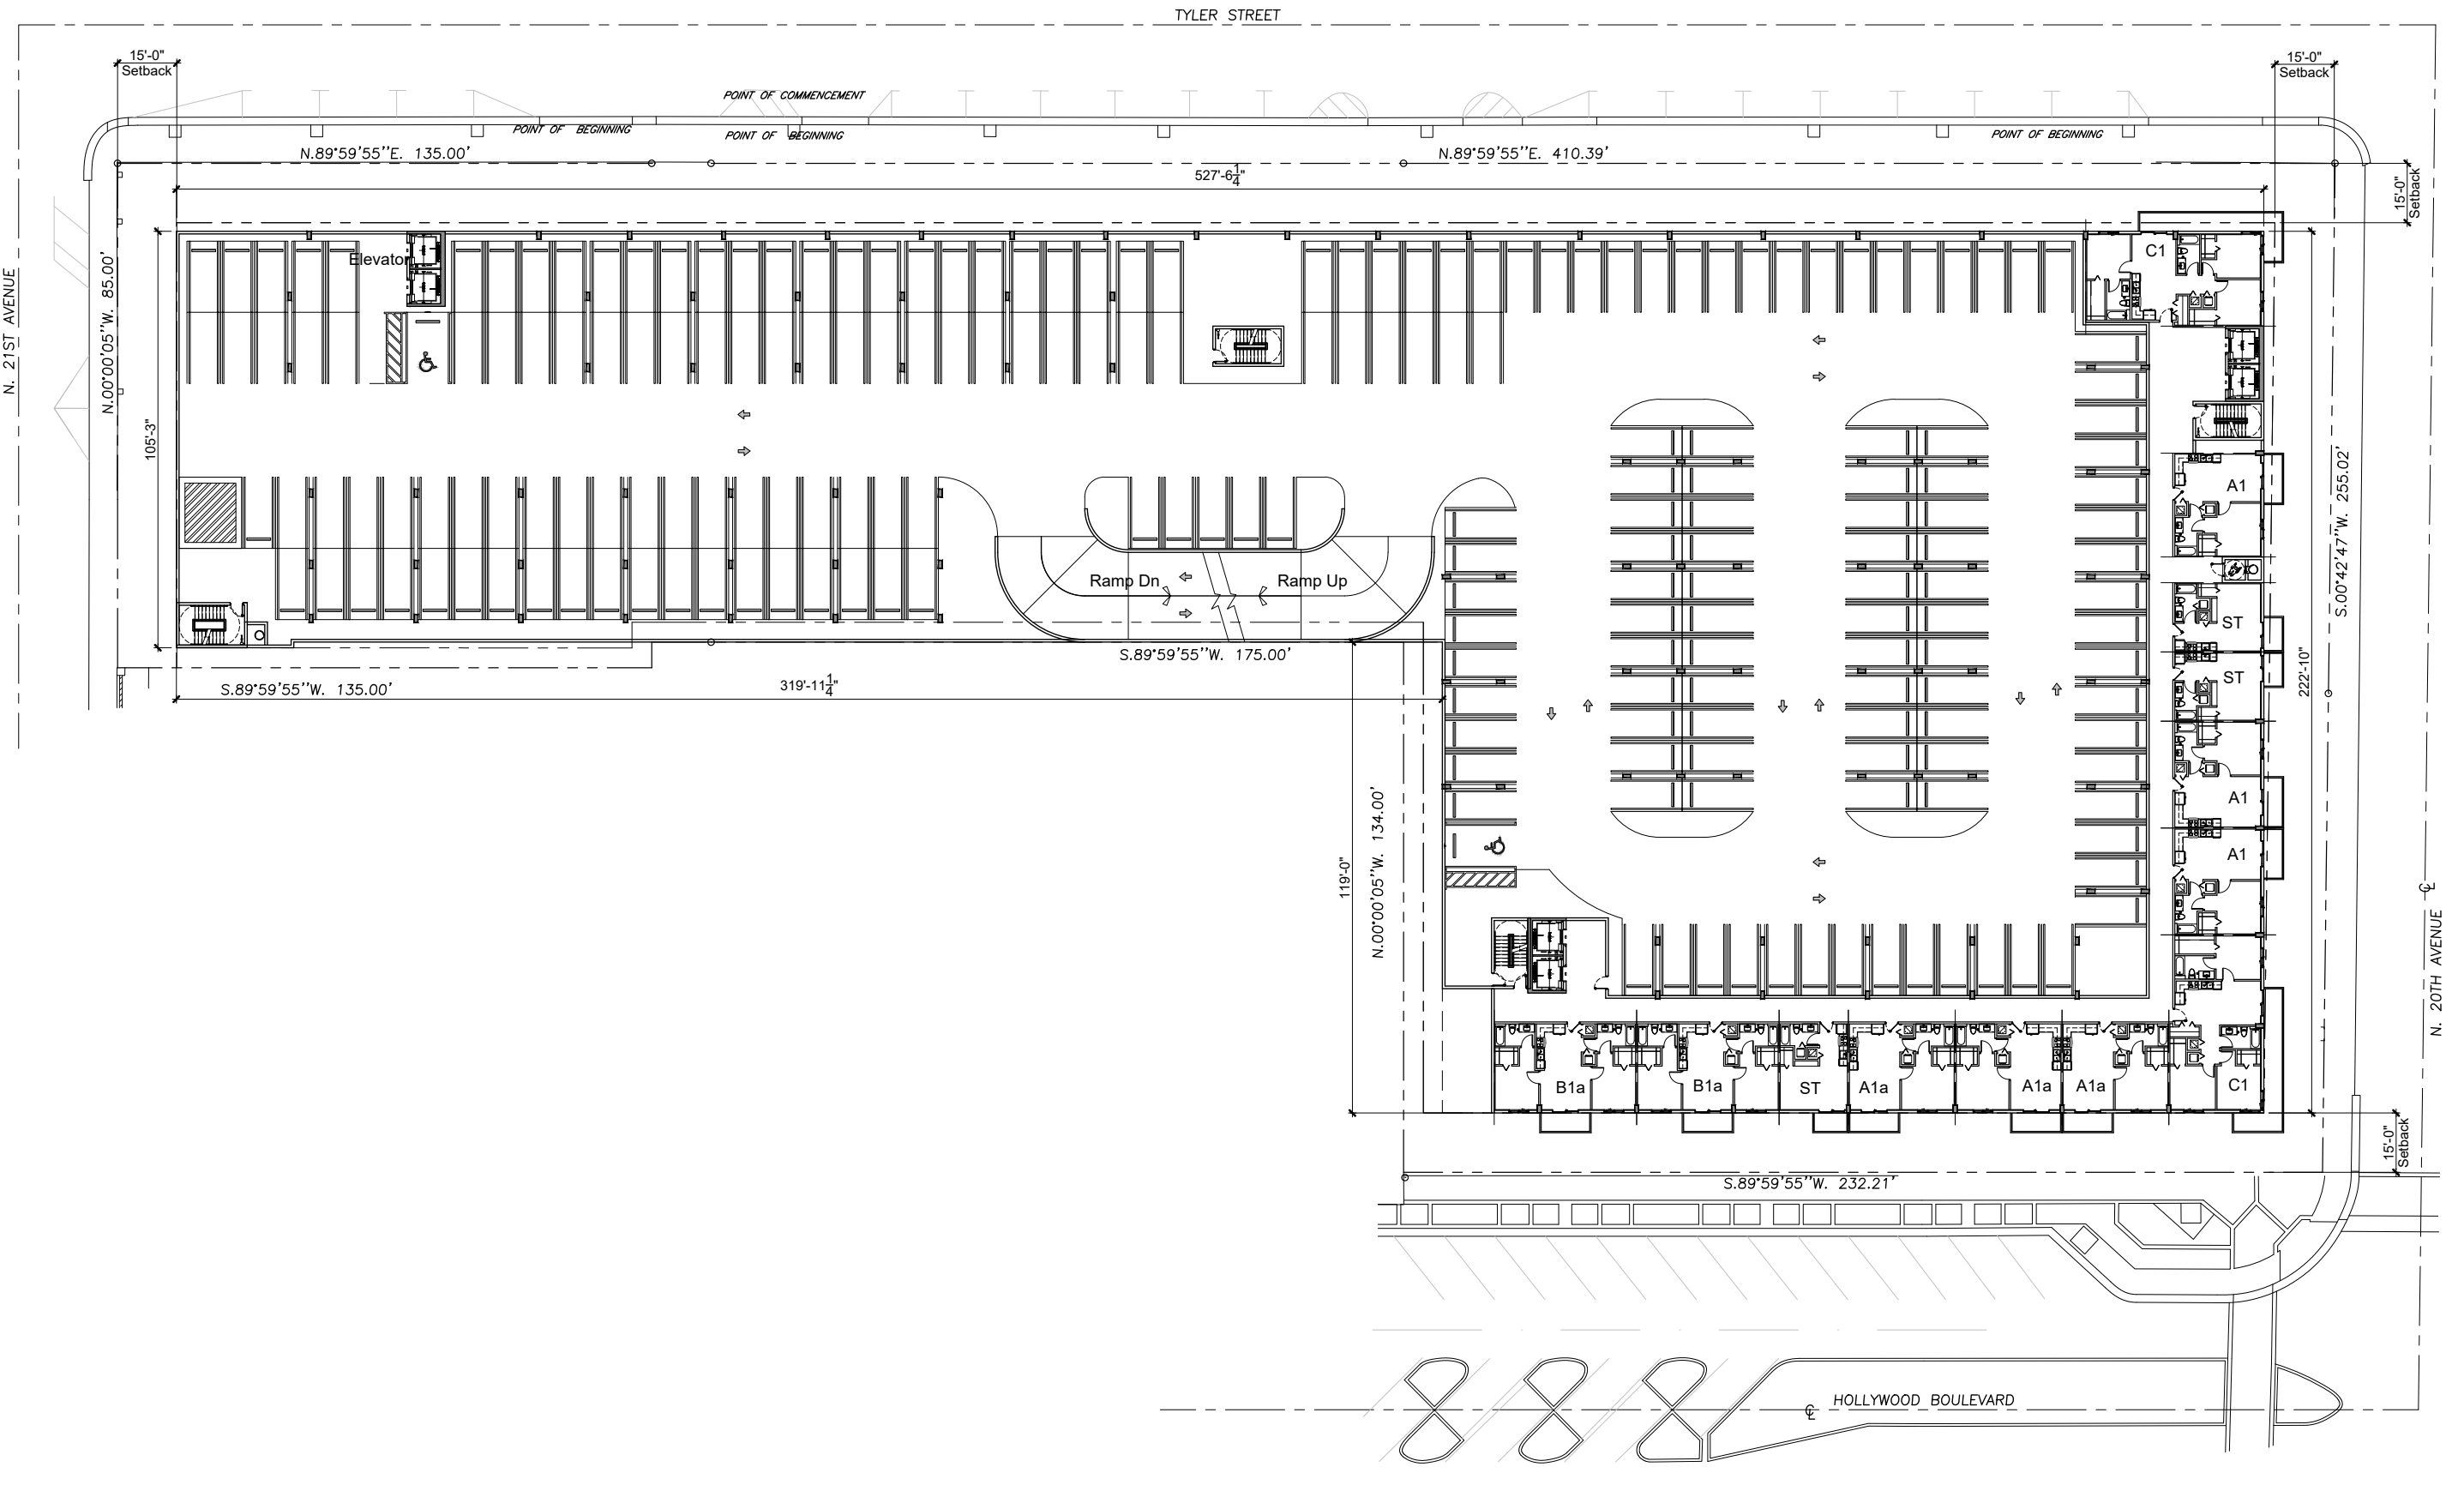 TYLER STREET
15'-0"
Setback
15'-0"
Setback
POINT OF COMMENCEMENT
POINT OF BEGINNING
POINT OF BEGINNING
POINT OF BEGINNING
N.89°59'55''E. 135.00'
N.89°59'55''E. 410.39'
527'-6 1/4"
15'-0"
Setback
N. 21ST AVENUE
N.00°00'05''W. 85.00'
105'-3"
Elevator
C1
A1
S.00°42'47''W. 255.02'
Ramp Dn
Ramp Up
ST
S.89°59'55''W. 175.00'
ST
222'-10"
S.89°59'55''W. 135.00'
319'-11 1/4"
A1
N.00°00'05''W. 134.00'
119'-0"
A1
N. 20TH AVENUE
B1a
B1a
ST
A1a
A1a
A1a
C1
15'-0"
Setback
S.89°59'55''W. 232.21'
HOLLYWOOD BOULEVARD